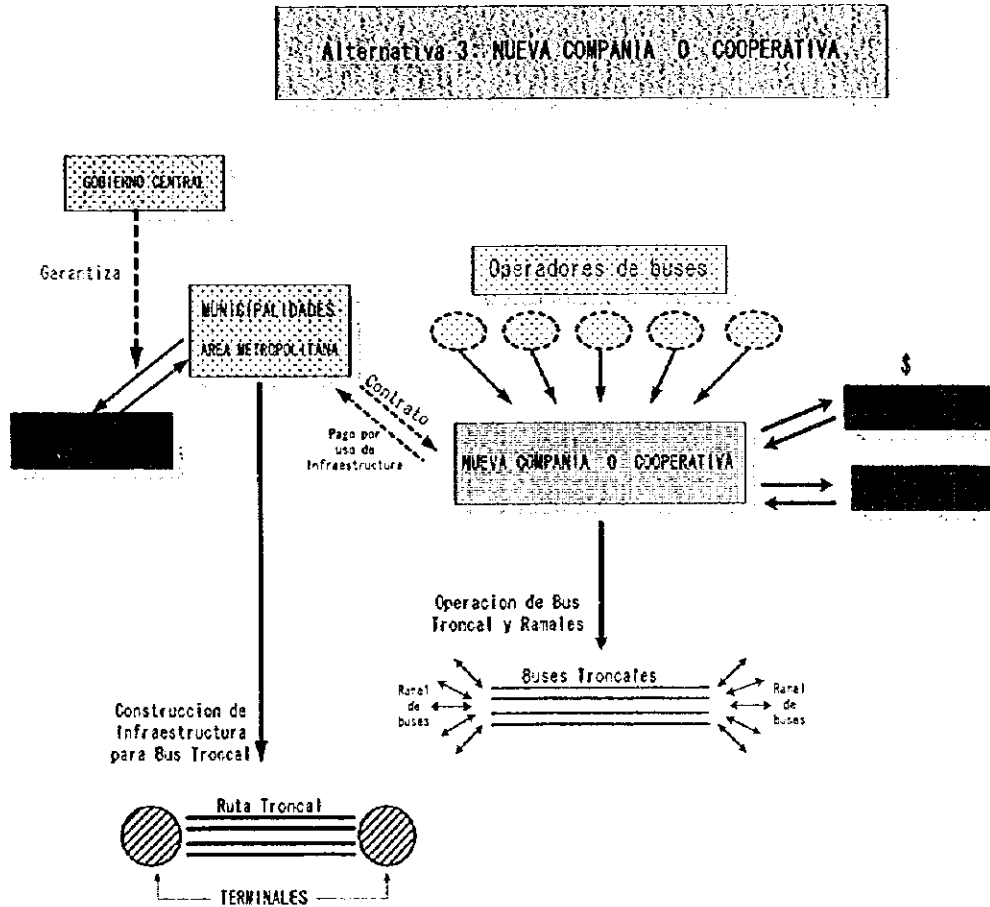 Alternativa 3: NUEVA COMPANIA O COOPERATIVA
GOBIERNO CENTRAL
Garantiza
MUNICIPALIDADES
AREA METROPOLITANA
Operadores de buses
Contrato
Pago por
uso de
Infraestructura
$
NUEVA COMPANIA O COOPERATIVA
Operacion de Bus
Troncal y Ramales
Buses Troncales
Ramal
de
buses
Ramal
de
buses
Construccion de
Infraestructura
para Bus Troncal
Ruta Troncal
TERMINALES